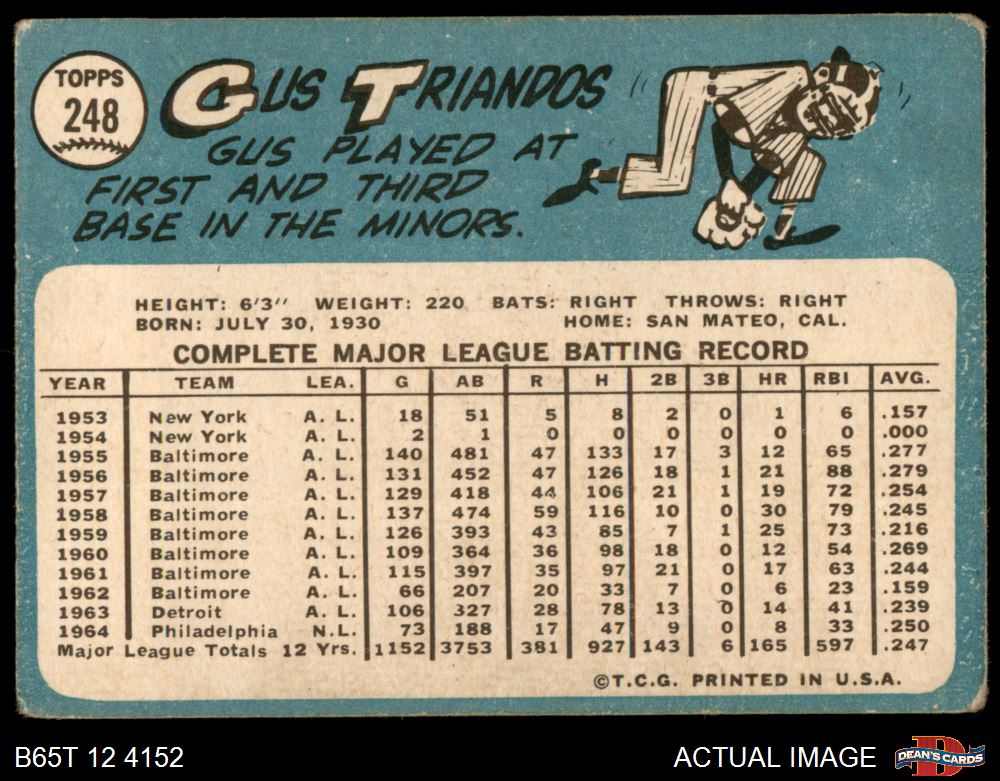 TOPPS
248
GUS TRIANDOS
GUS PLAYED AT
FIRST AND THIRD
BASE IN THE MINORS.
HEIGHT: 6'3" WEIGHT: 220 BATS: RIGHT THROWS: RIGHT
BORN: JULY 30, 1930 HOME: SAN MATEO, CAL.
COMPLETE MAJOR LEAGUE BATTING RECORD
YEAR TEAM LEA. G AB R H 2B 3B HR RBI AVG.
1953 New York A. L. 18 51 5 8 2 0 1 6 .157
1954 New York A. L. 2 1 0 0 0 0 0 0 .000
1955 Baltimore A. L. 140 481 47 133 17 3 12 65 .277
1956 Baltimore A. L. 131 452 47 126 18 1 21 88 .279
1957 Baltimore A. L. 129 418 44 106 21 1 19 72 .254
1958 Baltimore A. L. 137 474 59 116 10 0 30 79 .245
1959 Baltimore A. L. 126 393 43 85 7 1 25 73 .216
1960 Baltimore A. L. 109 364 36 98 18 0 12 54 .269
1961 Baltimore A. L. 115 397 35 97 21 0 17 63 .244
1962 Baltimore A. L. 66 207 20 33 7 0 6 23 .159
1963 Detroit A. L. 106 327 28 78 13 0 14 41 .239
1964 Philadelphia N.L. 73 188 17 47 9 0 8 33 .250
Major League Totals 12 Yrs. 1152 3753 381 927 143 6 165 597 .247
©T.C.G. PRINTED IN U.S.A.
B65T 12 4152 ACTUAL IMAGE D DEAN'S CARDS